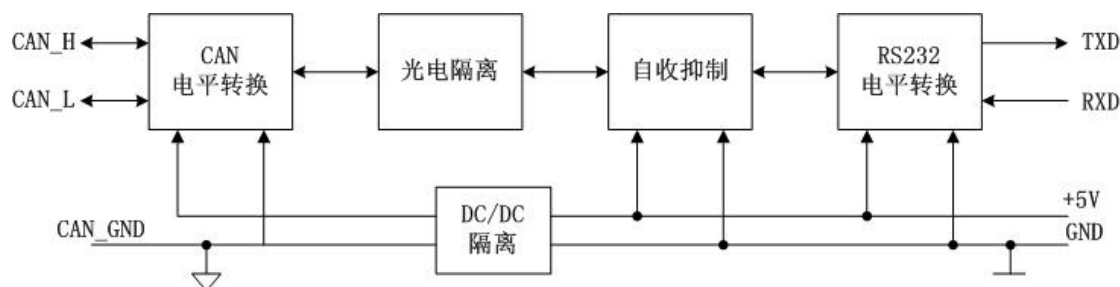 CAN_H
CAN_L
CAN
电平转换
光电隔离
自收抑制
RS232
电平转换
TXD
RXD
+5V
CAN_GND
DC/DC
隔离
GND